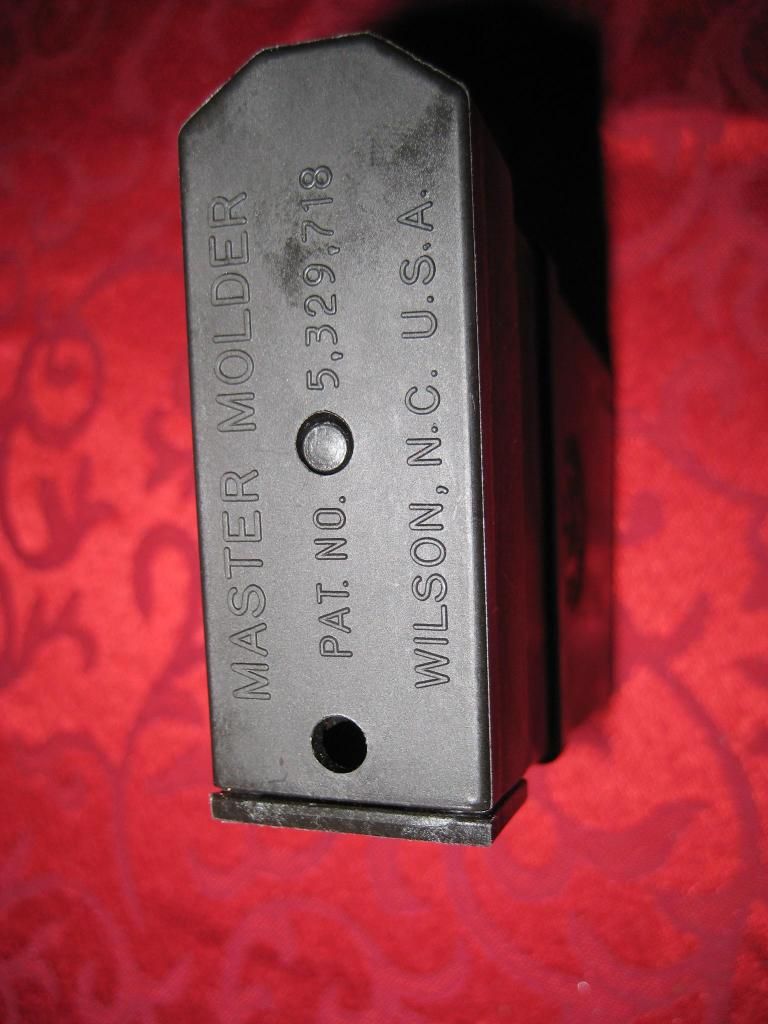 MASTER MOLDER
PAT. NO. 5,329,718
WILSON, N.C. U.S.A.